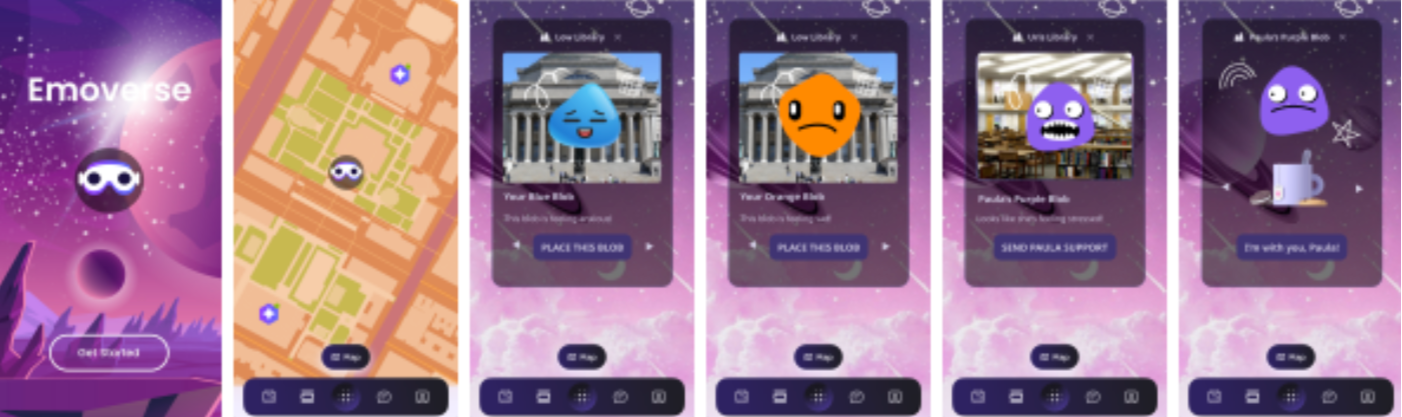 Emoverse
Get Started
Map
Low Library ×
Your Blue Blob
This blob is feeling anxious!
PLACE THIS BLOB
Map
Low Library ×
Your Orange Blob
This blob is feeling sad!
PLACE THIS BLOB
Map
Uris Library ×
Paula's Purple Blob
Looks like she's feeling stressed!
SEND PAULA SUPPORT
Map
Paula's Purple Blob ×
I'm with you, Paula!
Map